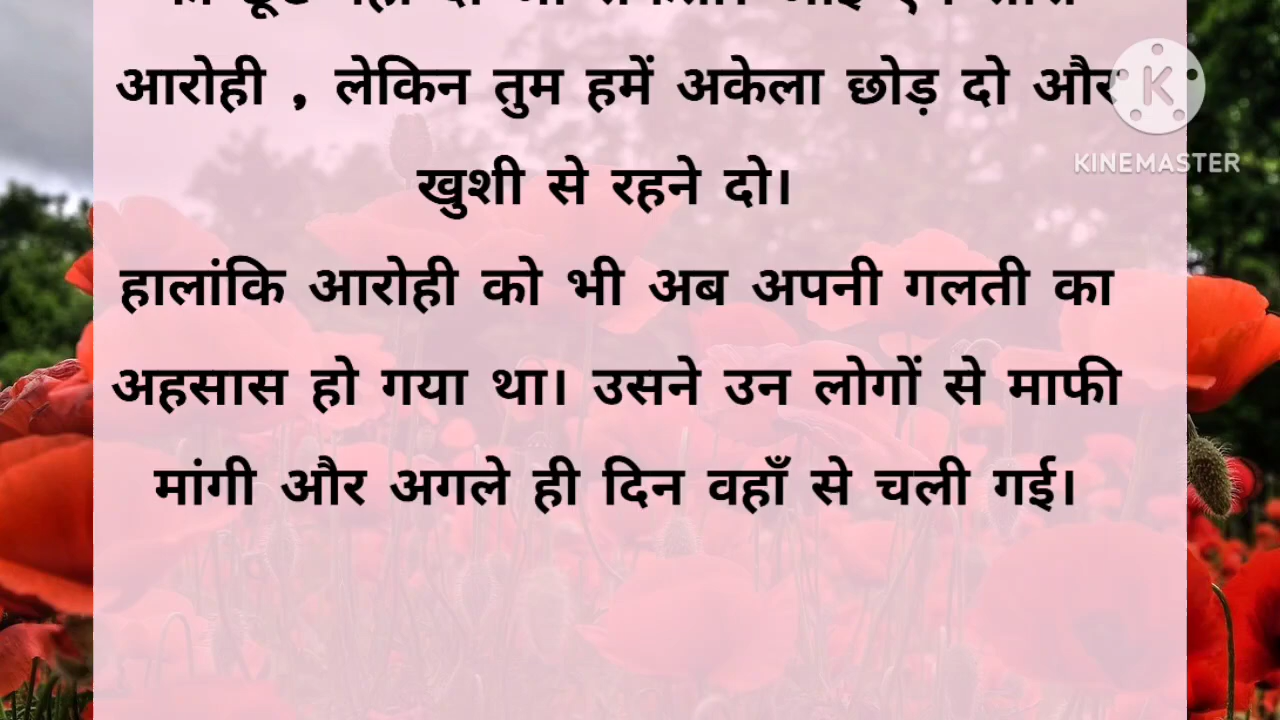 आरोही , लेकिन तुम हमें अकेला छोड़ दो और
खुशी से रहने दो।
हालांकि आरोही को भी अब अपनी गलती का
अहसास हो गया था। उसने उन लोगों से माफी
मांगी और अगले ही दिन वहाँ से चली गई।
K
KINEMASTER